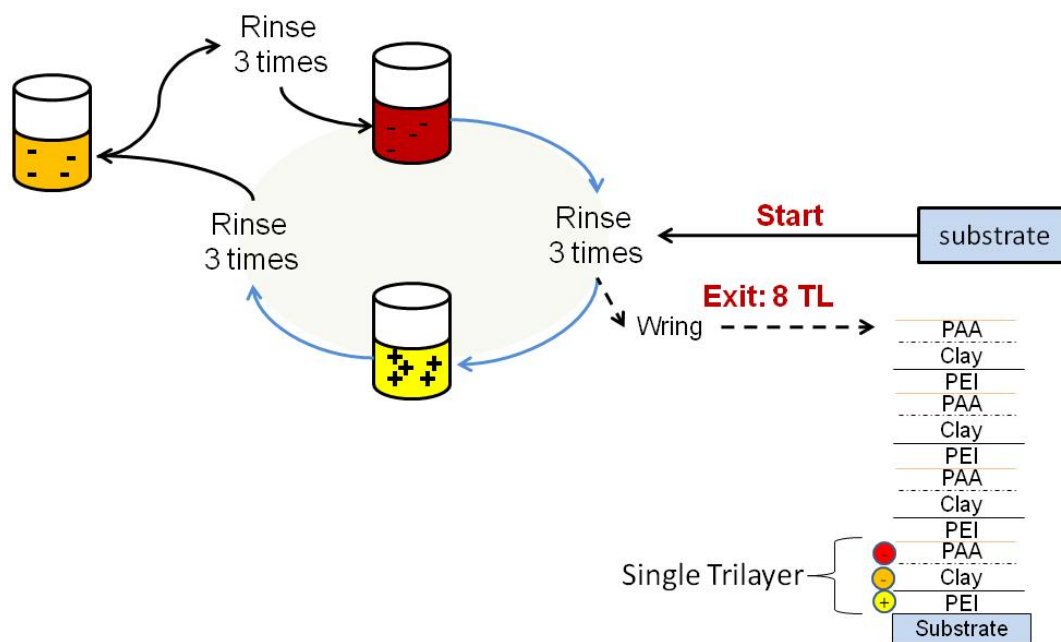 Rinse
3 times
Rinse
3 times
Rinse
3 times
Start
substrate
Exit: 8 TL
Wring
PAA
Clay
PEI
PAA
Clay
PEI
PAA
Clay
PEI
PAA
Clay
PEI
Substrate
Single Trilayer
-
-
+